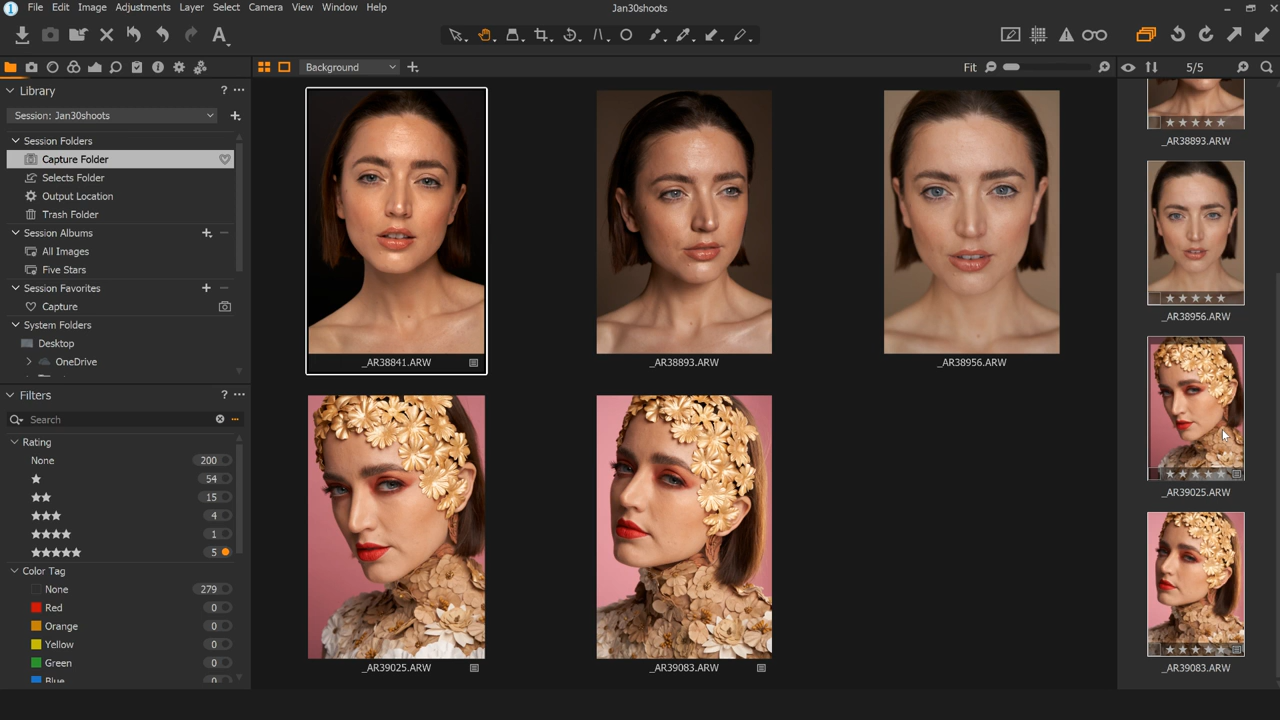 File Edit Image Adjustments Layer Select Camera View Window Help
Jan30shoots
Background
Fit
5/5
Library
? ...
Session: Jan30shoots
Session Folders
Capture Folder
Selects Folder
Output Location
Trash Folder
Session Albums
All Images
Five Stars
Session Favorites
Capture
System Folders
Desktop
OneDrive
Filters
? ...
Search
Rating
None 200
54
15
4
1
5
Color Tag
None 279
Red 0
Orange 0
Yellow 0
Green 0
Blue 0
_AR38841.ARW
_AR38893.ARW
_AR38956.ARW
_AR39025.ARW
_AR39083.ARW
_AR38893.ARW
_AR38956.ARW
_AR39025.ARW
_AR39083.ARW